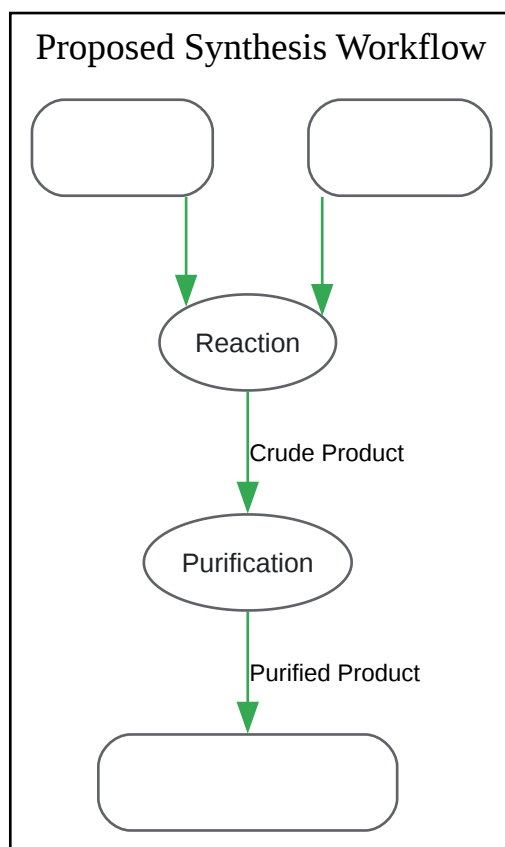 Proposed Synthesis Workflow
Reaction
Crude Product
Purification
Purified Product